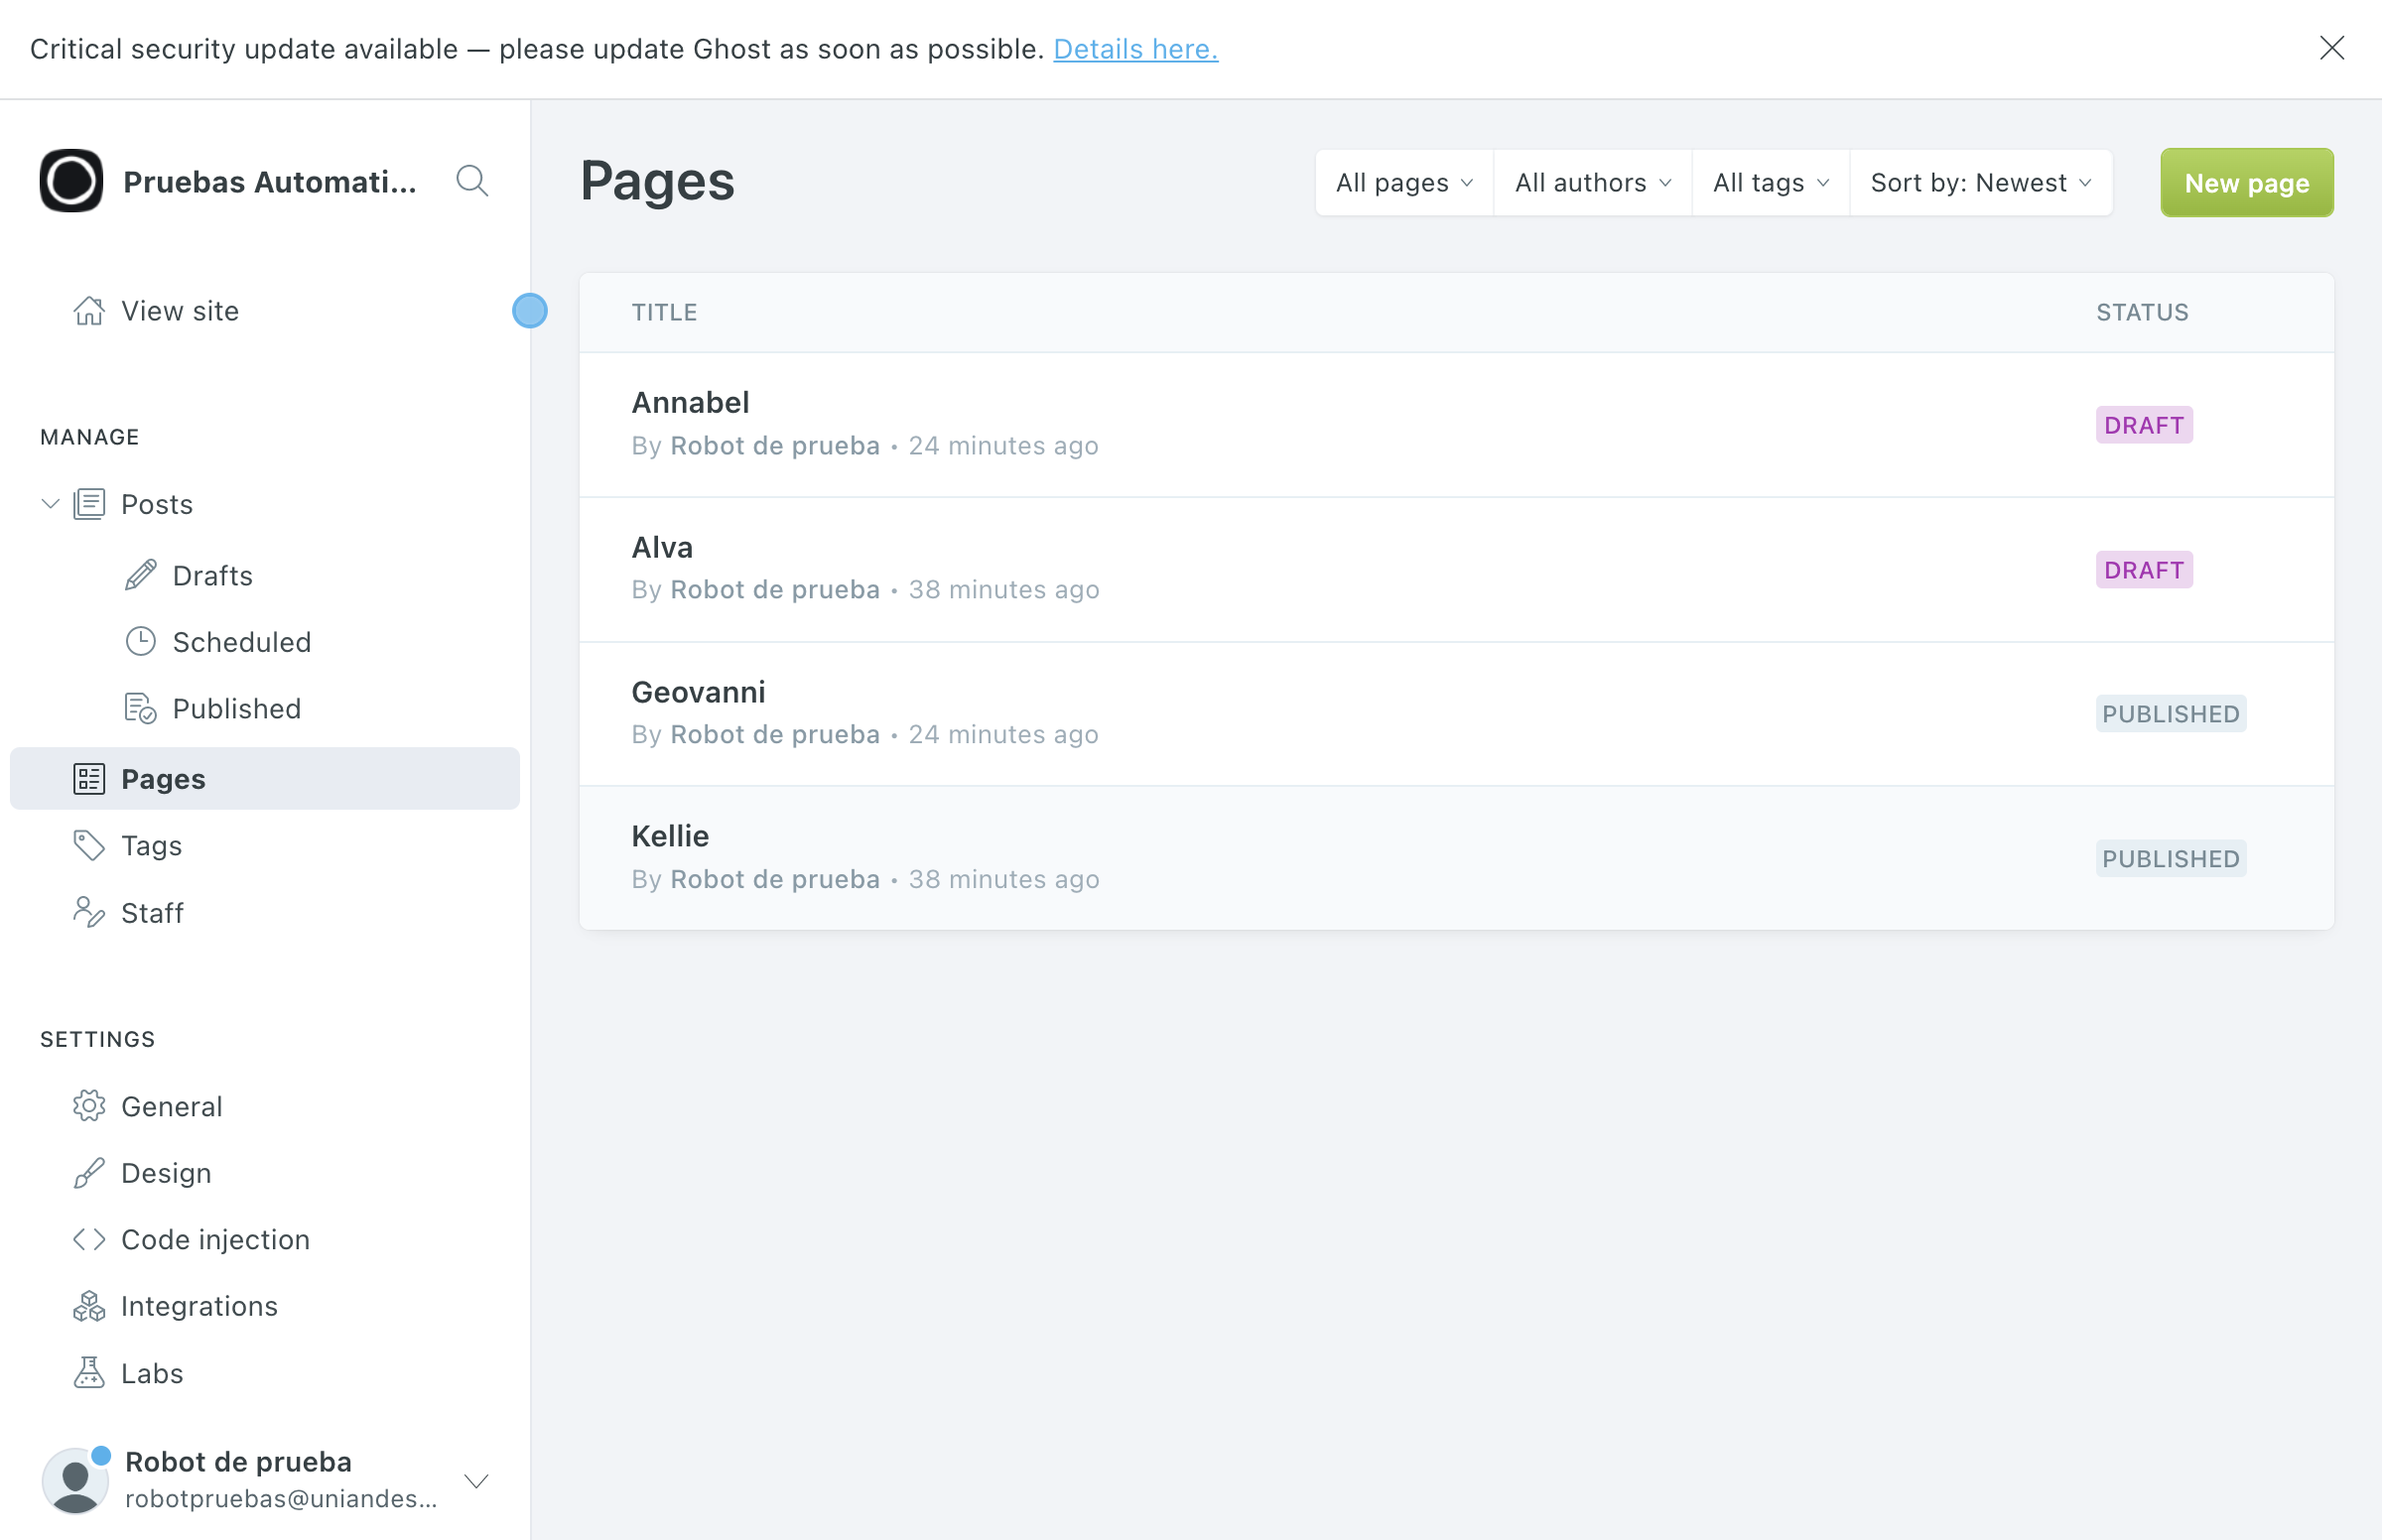 Critical security update available — please update Ghost as soon as possible. Details here.
Pruebas Automati...
View site
MANAGE
Posts
Drafts
Scheduled
Published
Pages
Tags
Staff
SETTINGS
General
Design
Code injection
Integrations
Labs
Robot de prueba
robotpruebas@uniandes...
Pages
All pages
All authors
All tags
Sort by: Newest
New page
TITLE
STATUS
Annabel
By Robot de prueba • 24 minutes ago
DRAFT
Alva
By Robot de prueba • 38 minutes ago
DRAFT
Geovanni
By Robot de prueba • 24 minutes ago
PUBLISHED
Kellie
By Robot de prueba • 38 minutes ago
PUBLISHED